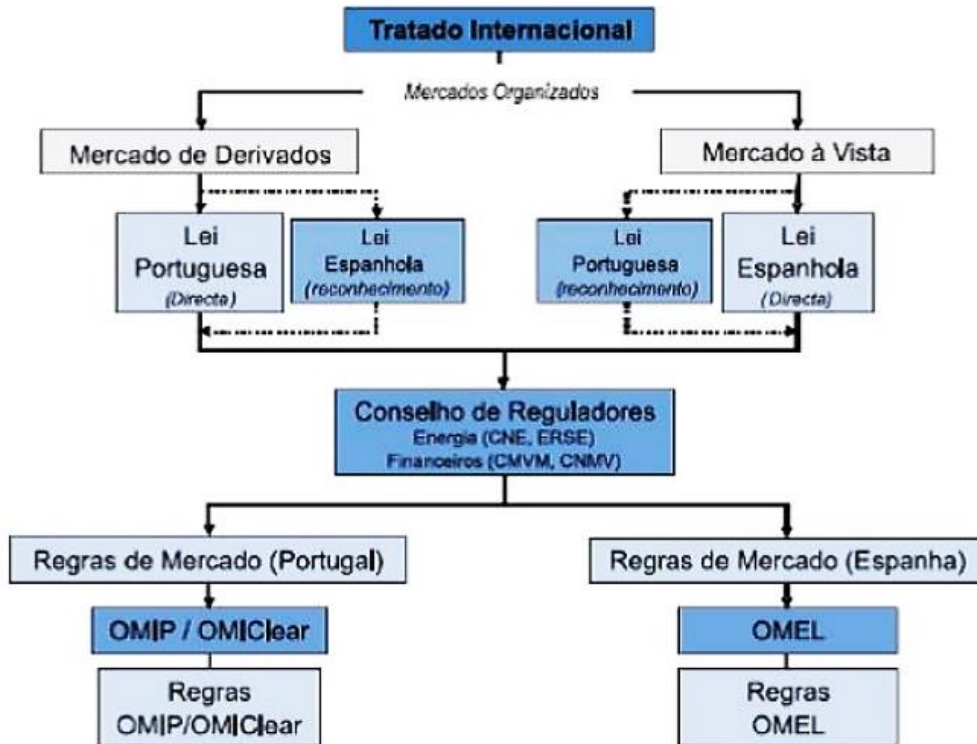 Tratado Internacional
Mercados Organizados
Mercado de Derivados
Mercado à Vista
Lei
Portuguesa
(Directa)
Lei
Espanhola
(reconhecimento)
Lei
Portuguesa
(reconhecimento)
Lei
Espanhola
(Directa)
Conselho de Reguladores
Energia (CNE, ERSE)
Financeiros (CMVM, CNMV)
Regras de Mercado (Portugal)
Regras de Mercado (Espanha)
OMIP / OMIClear
OMEL
Regras
OMIP/OMIClear
Regras
OMEL